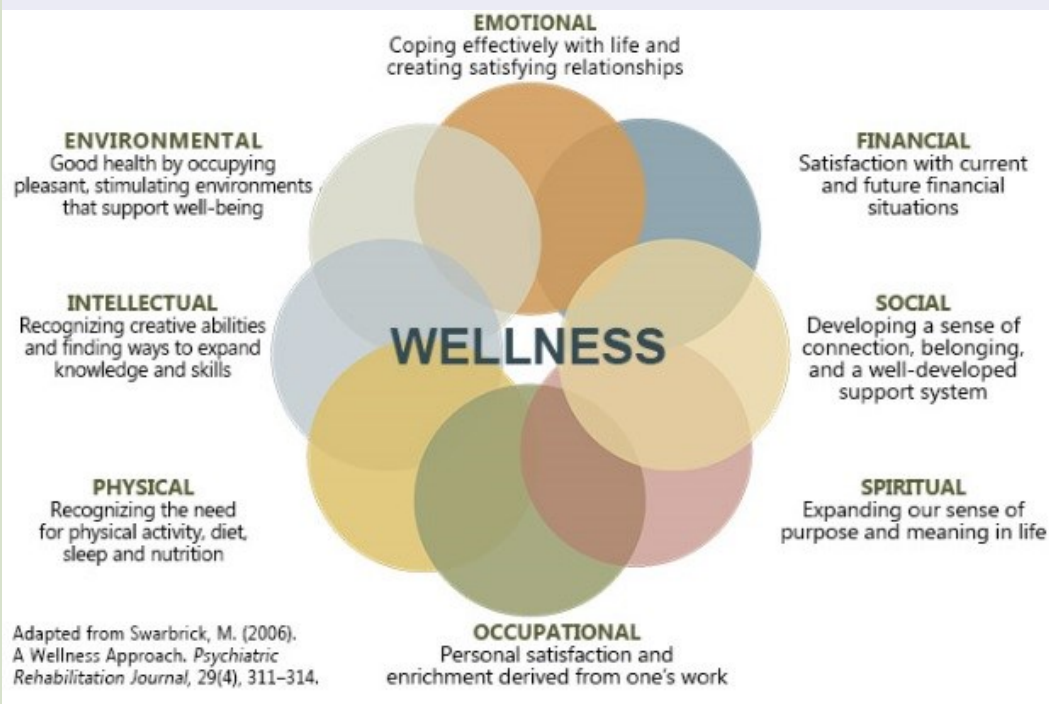 EMOTIONAL
Coping effectively with life and
creating satisfying relationships
ENVIRONMENTAL
Good health by occupying
pleasant, stimulating environments
that support well-being
FINANCIAL
Satisfaction with current
and future financial
situations
INTELLECTUAL
Recognizing creative abilities
and finding ways to expand
knowledge and skills
WELLNESS
SOCIAL
Developing a sense of
connection, belonging,
and a well-developed
support system
PHYSICAL
Recognizing the need
for physical activity, diet,
sleep and nutrition
SPIRITUAL
Expanding our sense of
purpose and meaning in life
OCCUPATIONAL
Personal satisfaction and
enrichment derived from one's work
Adapted from Swarbrick, M. (2006).
A Wellness Approach. Psychiatric
Rehabilitation Journal, 29(4), 311–314.